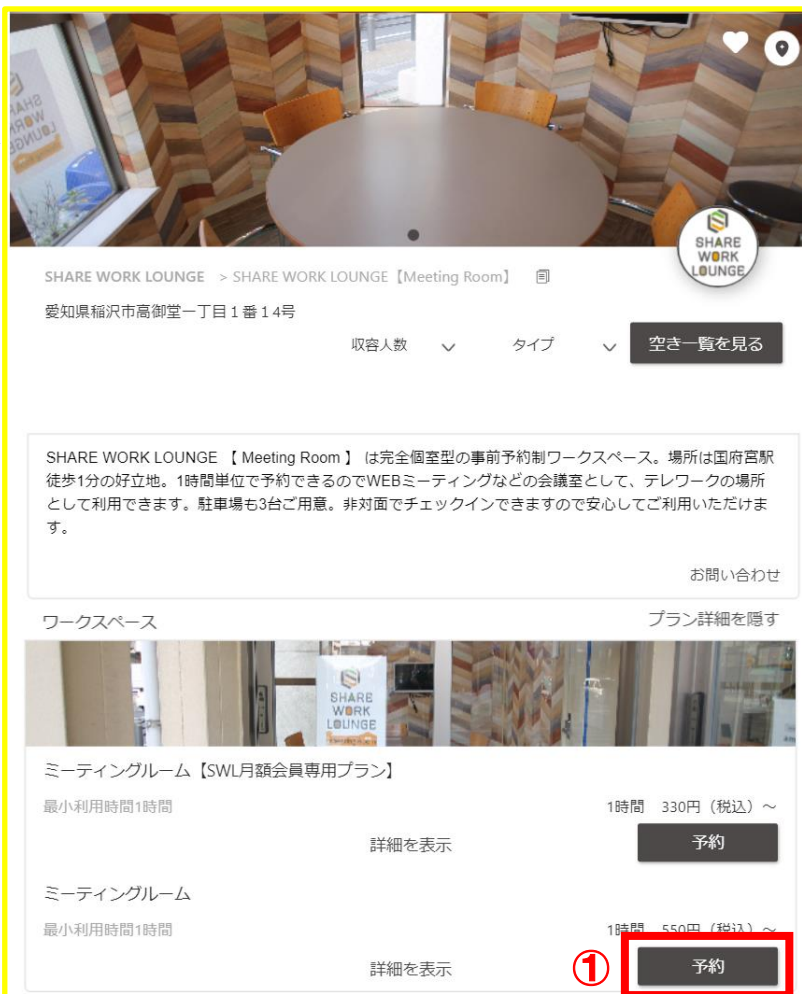 SHARE
WORK
LOUNGE
SHARE
WORK
LOUNGE
SHARE WORK LOUNGE > SHARE WORK LOUNGE【Meeting Room】
愛知県稲沢市高御堂一丁目1番14号
収容人数 タイプ 空き一覧を見る
SHARE WORK LOUNGE 【 Meeting Room 】 は完全個室型の事前予約制ワークスペース。場所は国府宮駅
徒歩1分の好立地。1時間単位で予約できるのでWEBミーティングなどの会議室として、テレワークの場所
として利用できます。駐車場も3台ご用意。非対面でチェックインできますので安心してご利用いただけま
す。
お問い合わせ
ワークスペース プラン詳細を隠す
SHARE
WORK
LOUNGE
ミーティングルーム【SWL月額会員専用プラン】
最小利用時間1時間 1時間 330円（税込）～
詳細を表示 予約
ミーティングルーム
最小利用時間1時間 1時間 550円（税込）～
詳細を表示 ① 予約